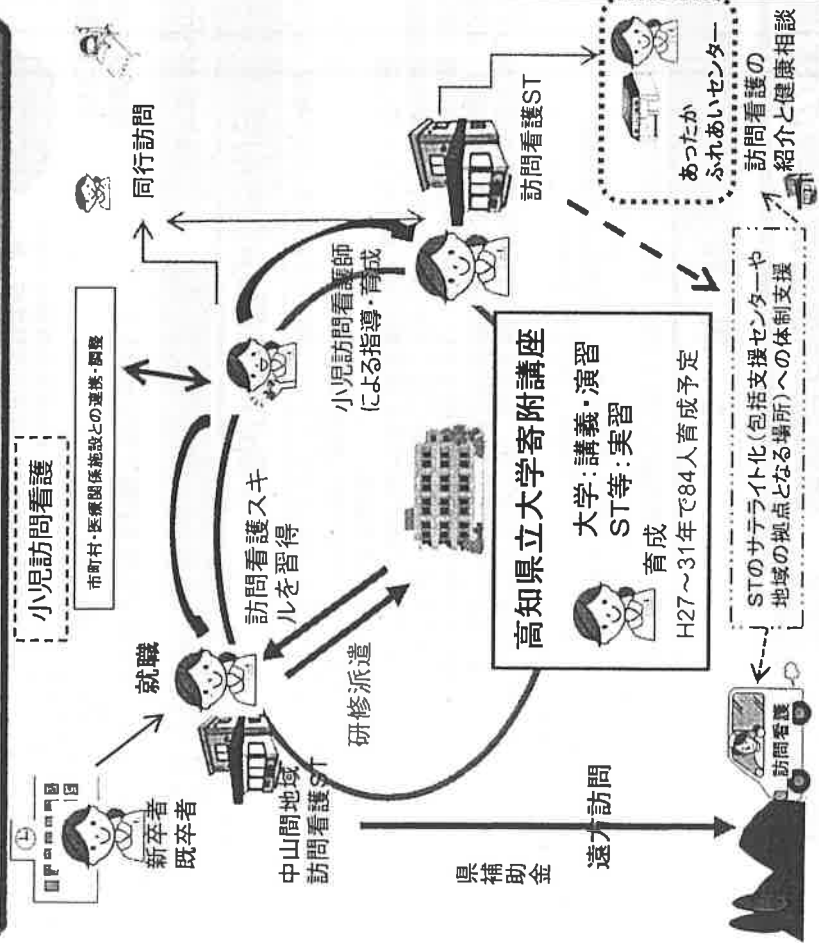 小児訪問看護
市町村・医療関係施設との連携・調整
同行訪問
就職
新卒者
既卒者
中山間地域
訪問看護ST
訪問看護スキ
ルを習得
研修派遣
小児訪問看護師
による指導・育成
訪問看護ST
あったか
ふれあいセンター
訪問看護の
紹介と健康相談
高知県立大学寄附講座
大学:講義・演習
ST等:実習
育成
H27~31年で84人育成予定
県補助金
遠方訪問
STのサテライト化(包括支援センターや
地域の拠点となる場所)への体制支援
訪問看護